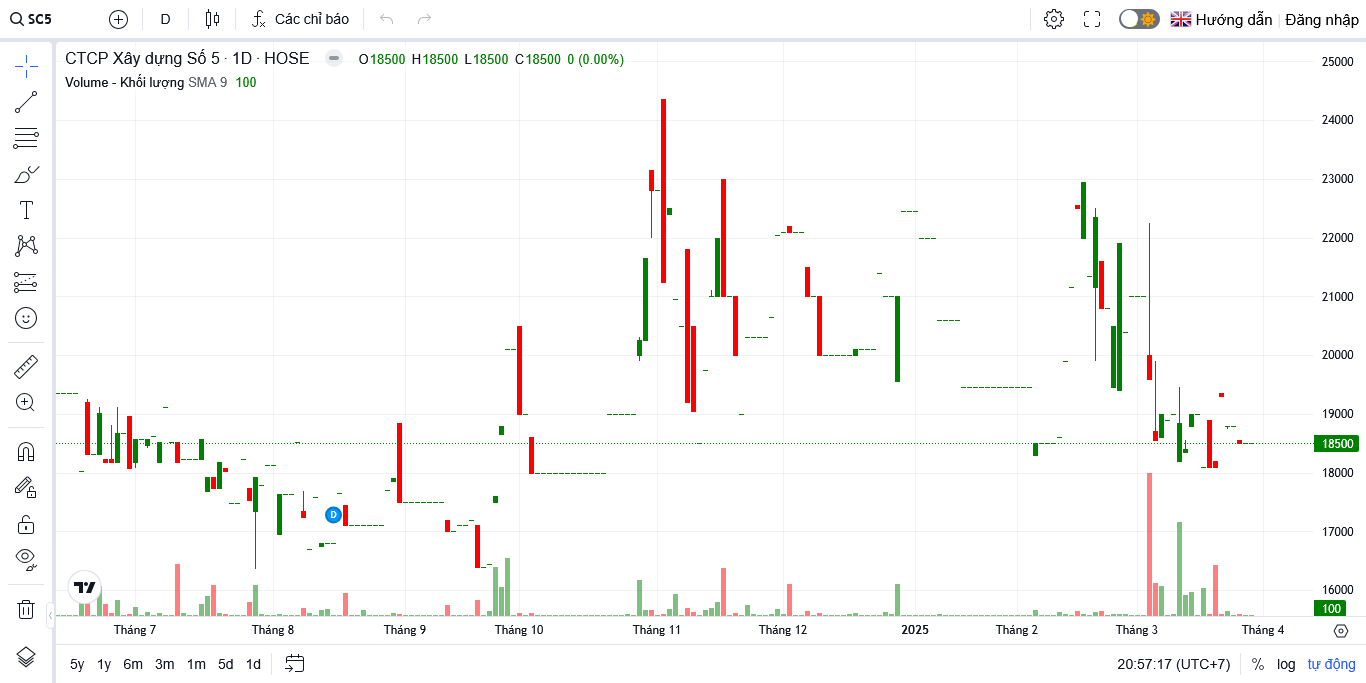 SC5 D Các chỉ báo Hướng dẫn Đăng nhập
CTCP Xây dựng Số 5 · 1D · HOSE O18500 H18500 L18500 C18500 0 (0.00%)
Volume - Khối lượng SMA 9 100
25000
24000
23000
22000
21000
20000
19000
18500
18000
17000
16000
100
D
Tháng 7 Tháng 8 Tháng 9 Tháng 10 Tháng 11 Tháng 12 2025 Tháng 2 Tháng 3 Tháng 4
5y 1y 6m 3m 1m 5d 1d 20:57:17 (UTC+7) % log tự động